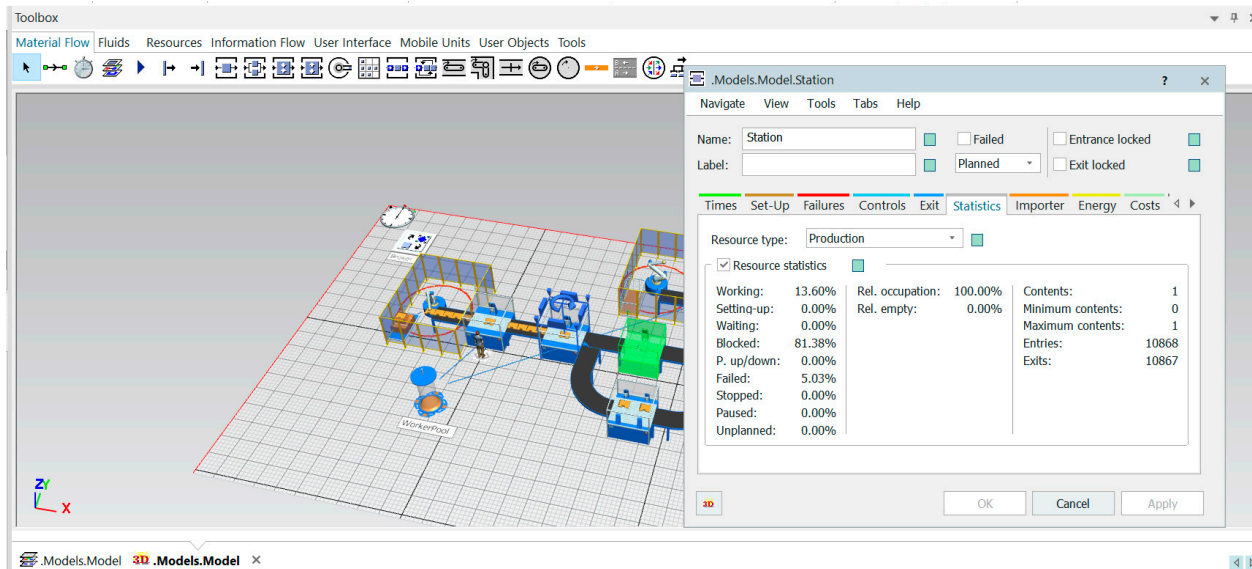 Toolbox
Material Flow Fluids Resources Information Flow User Interface Mobile Units User Objects Tools
.Models.Model.Station ?
Navigate View Tools Tabs Help
Name: Station Failed Entrance locked
Label: Planned Exit locked
Times Set-Up Failures Controls Exit Statistics Importer Energy Costs
Resource type: Production
Resource statistics
Working: 13.60% Rel. occupation: 100.00% Contents: 1
Setting-up: 0.00% Rel. empty: 0.00% Minimum contents: 0
Waiting: 0.00% Maximum contents: 1
Blocked: 81.38% Entries: 10868
P. up/down: 0.00% Exits: 10867
Failed: 5.03%
Stopped: 0.00%
Paused: 0.00%
Unplanned: 0.00%
WorkerPool
ZY
X
3D OK Cancel Apply
.Models.Model 3D .Models.Model